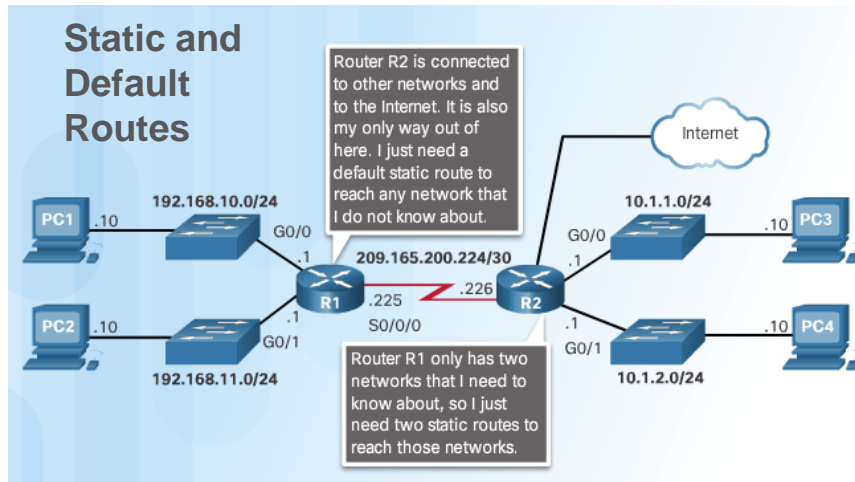 Static and
Default
Routes
Router R2 is connected
to other networks and
to the Internet. It is also
my only way out of
here. I just need a
default static route to
reach any network that
I do not know about.
Internet
192.168.10.0/24
10.1.1.0/24
PC1
.10
G0/0
.1
209.165.200.224/30
G0/0
.1
.10
PC3
R1
.225
S0/0/0
.226
R2
PC2
.10
.1
G0/1
192.168.11.0/24
.1
G0/1
10.1.2.0/24
.10
PC4
Router R1 only has two
networks that I need to
know about, so I just
need two static routes to
reach those networks.